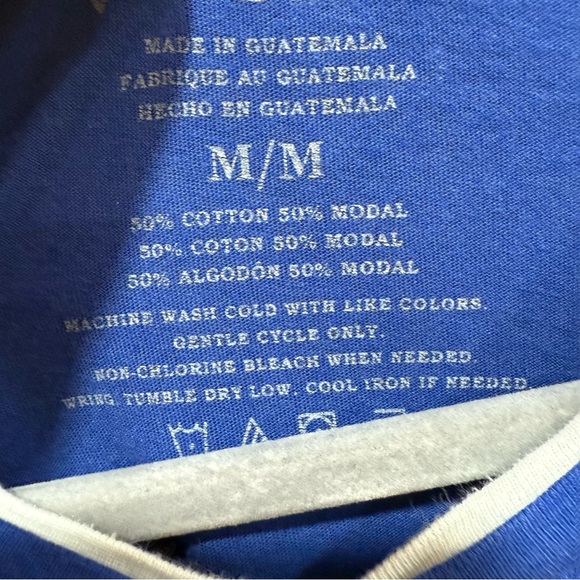 MADE IN GUATEMALA
FABRIQUE AU GUATEMALA
HECHO EN GUATEMALA
M/M
50% COTTON 50% MODAL
50% COTON 50% MODAL
50% ALGODÓN 50% MODAL
MACHINE WASH COLD WITH LIKE COLORS.
GENTLE CYCLE ONLY.
NON-CHLORINE BLEACH WHEN NEEDED.
WRING. TUMBLE DRY LOW. COOL IRON IF NEEDED.